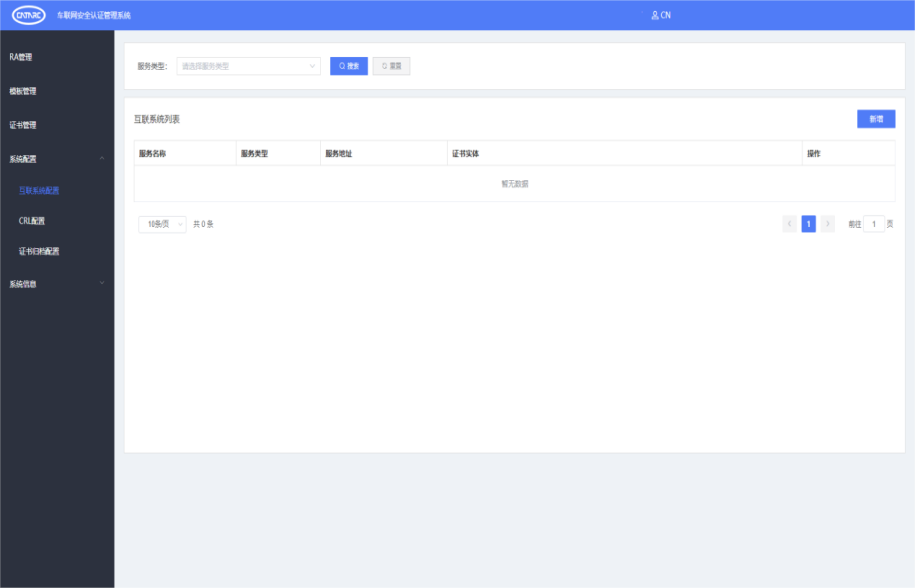 CATARC 车联网安全认证管理系统 CN
RA管理
模板管理
证书管理
系统配置
互联系统配置
CRL配置
证书归档配置
系统信息
服务类型： 请选择服务类型 搜索 重置
互联系统列表 新增
服务名称 服务类型 服务地址 证书实体 操作
暂无数据
10条/页 共 0 条 1 前往 1 页